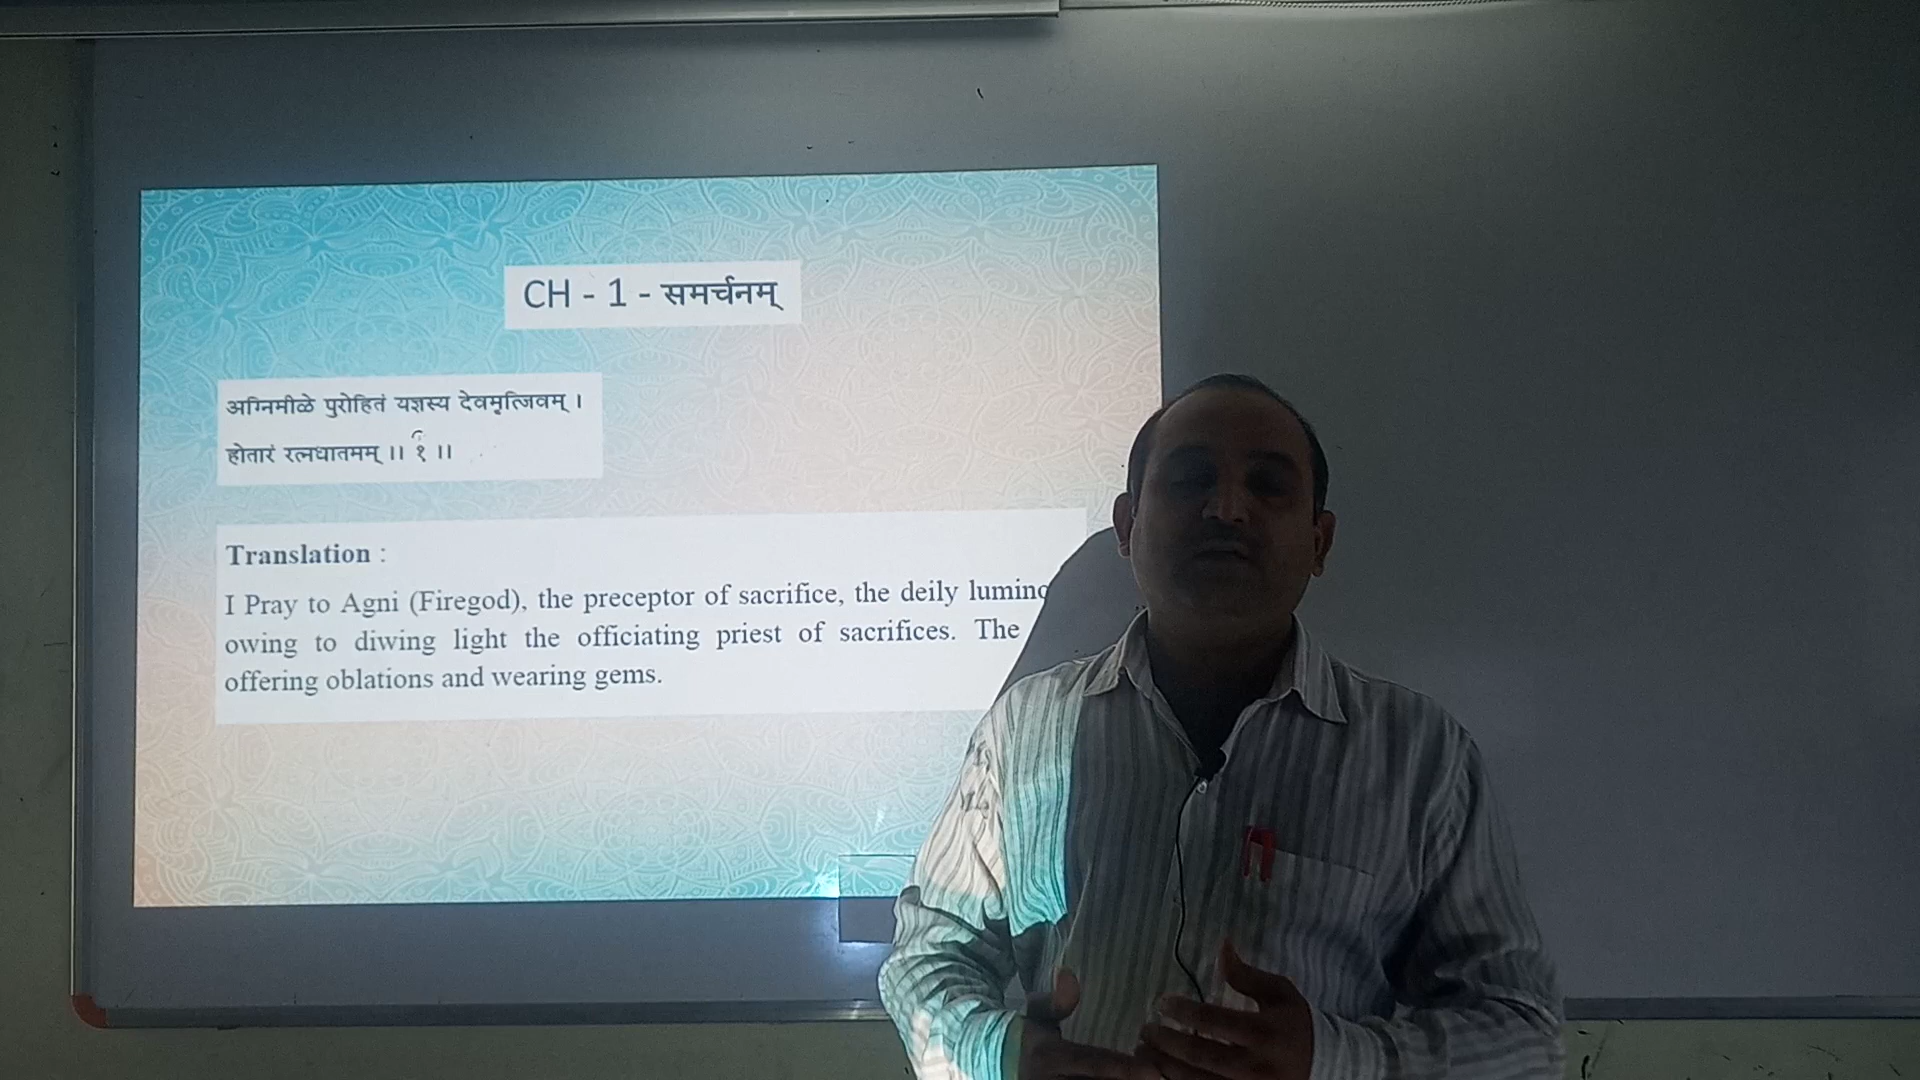 CH - 1 - समर्चनम्
अग्निमीळे पुरोहितं यज्ञस्य देवमृत्जिवम् ।
होतारं रत्नधातमम् ।। १ ।।
Translation :
I Pray to Agni (Firegod), the preceptor of sacrifice, the deily
owing to diwing light the officiating priest of sacrifices. The
offering oblations and wearing gems.